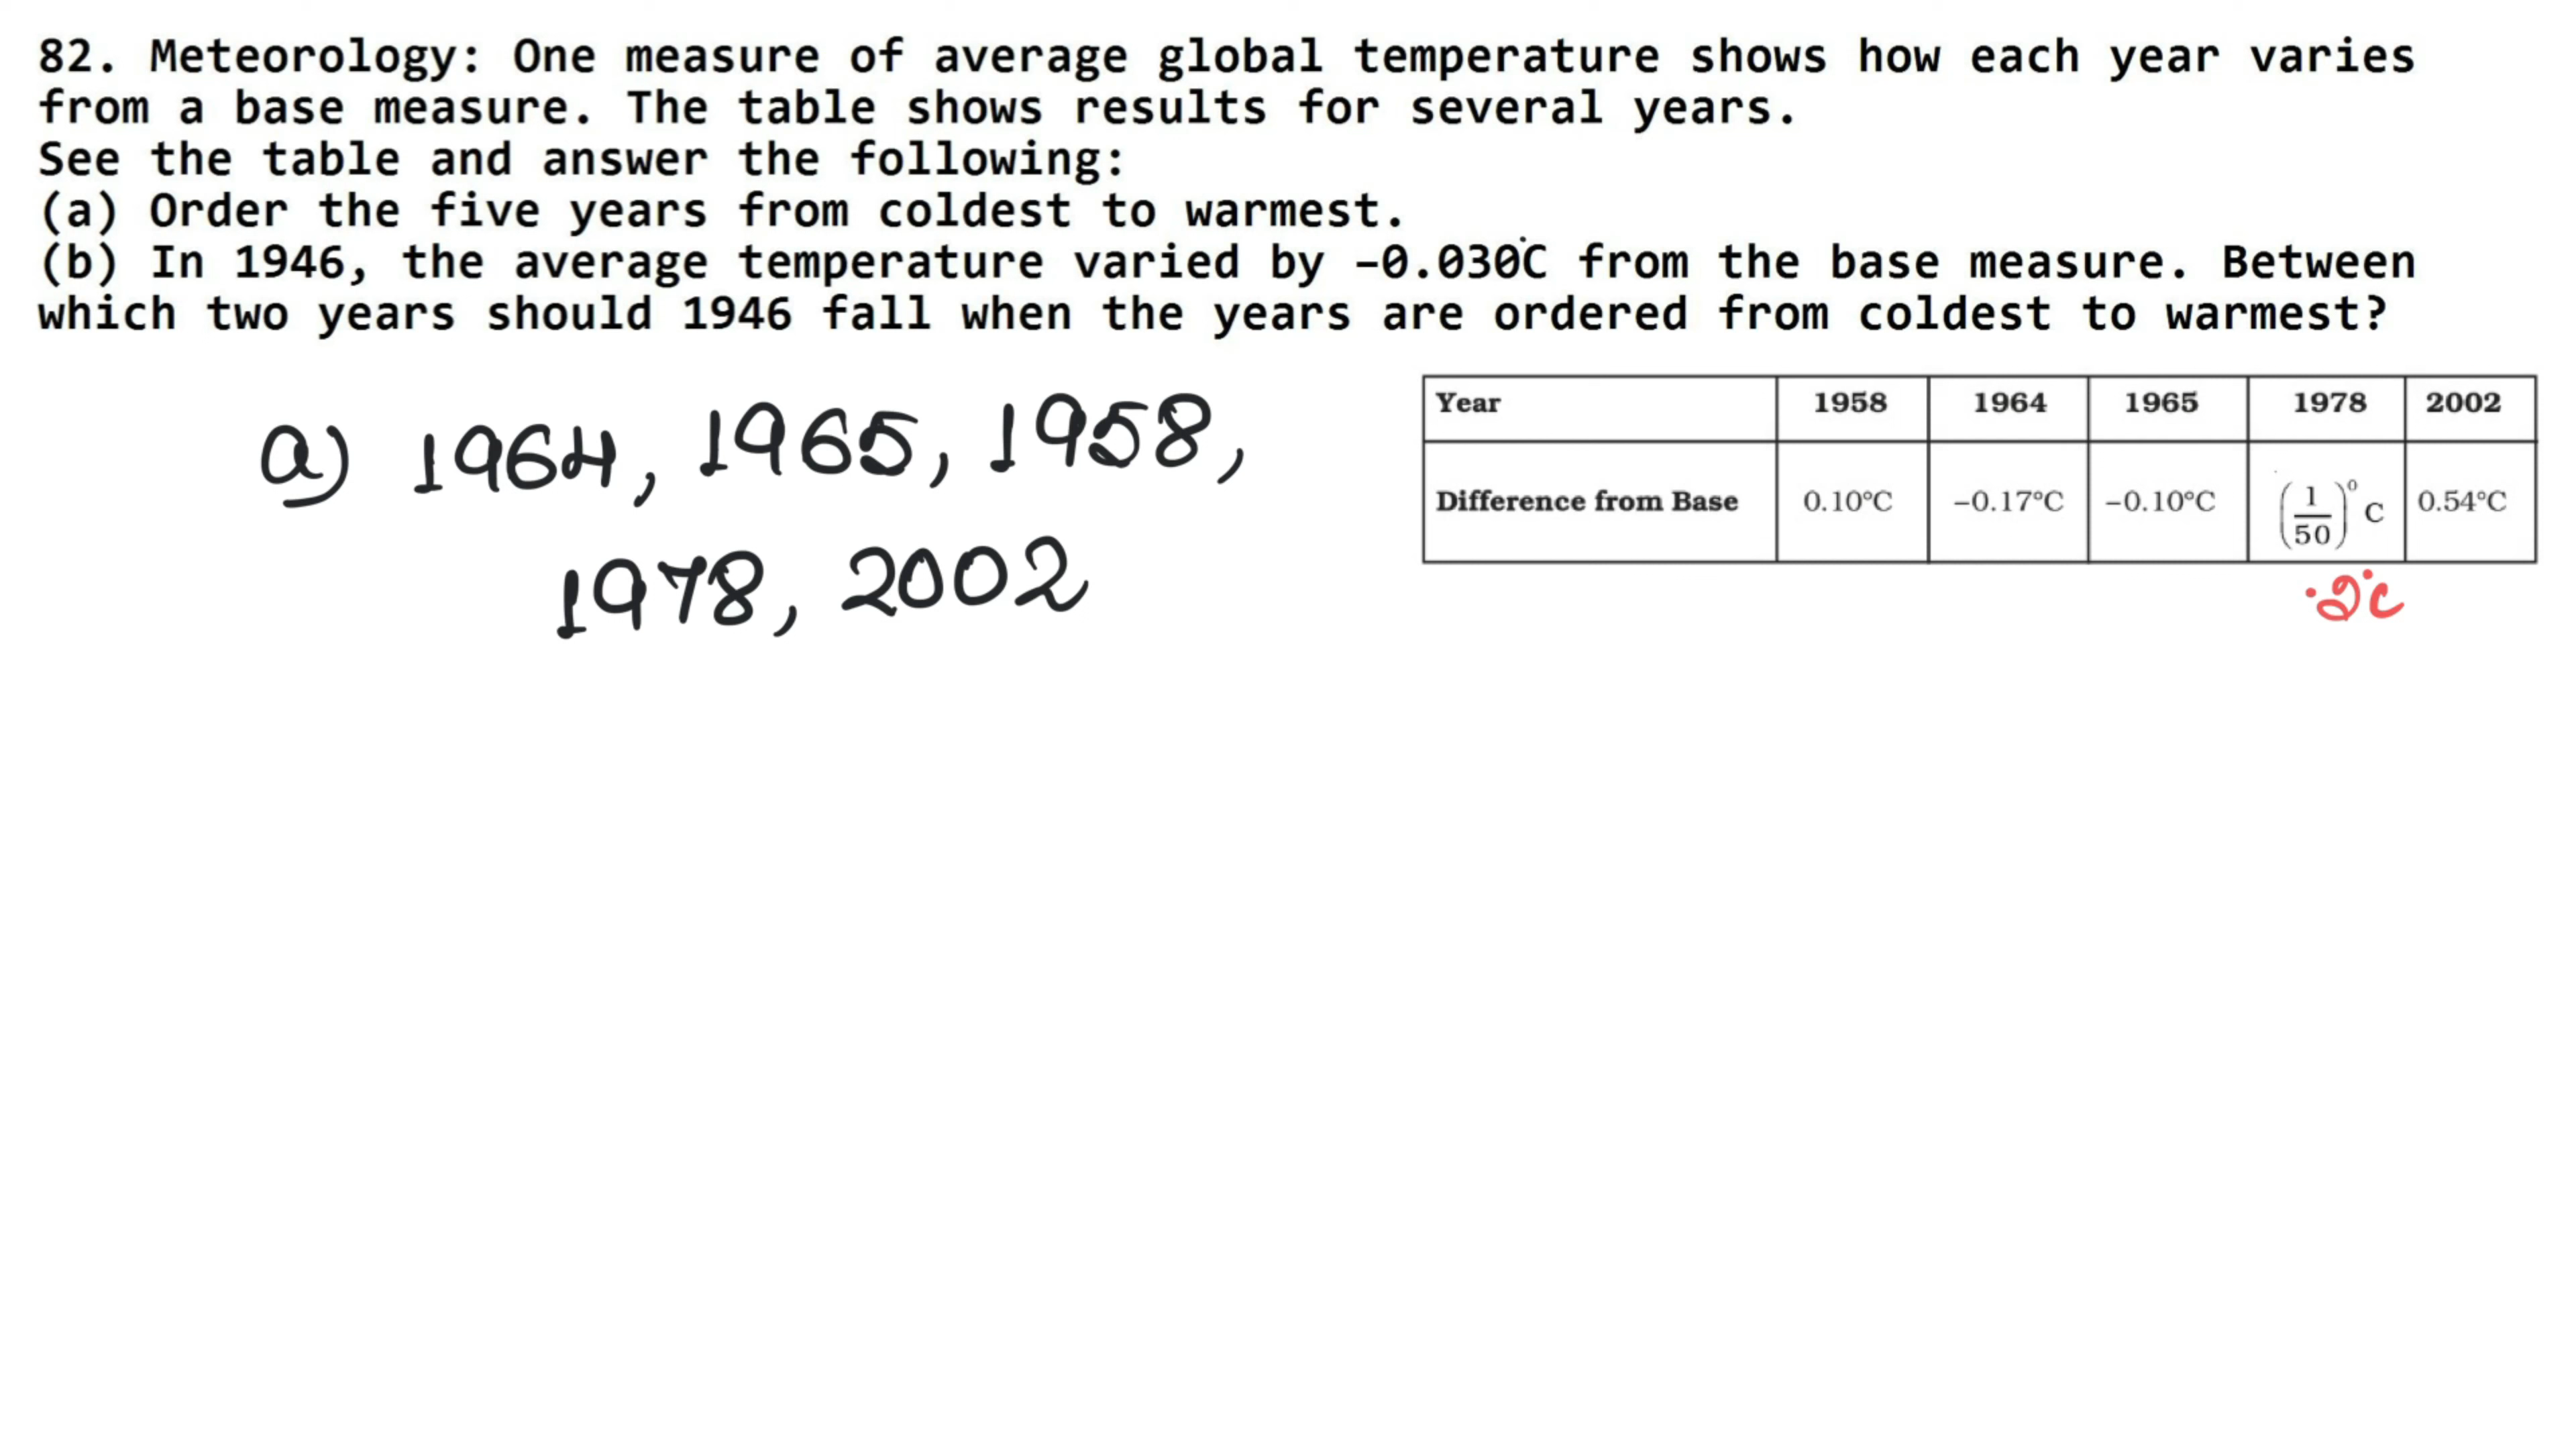 82. Meteorology: One measure of average global temperature shows how each year varies
from a base measure. The table shows results for several years.
See the table and answer the following:
(a) Order the five years from coldest to warmest.
(b) In 1946, the average temperature varied by -0.030°C from the base measure. Between
which two years should 1946 fall when the years are ordered from coldest to warmest?
a) 1964, 1965, 1958,
1978, 2002
Year 1958 1964 1965 1978 2002
Difference from Base 0.10°C -0.17°C -0.10°C (1/50)⁰ C 0.54°C
.2°C